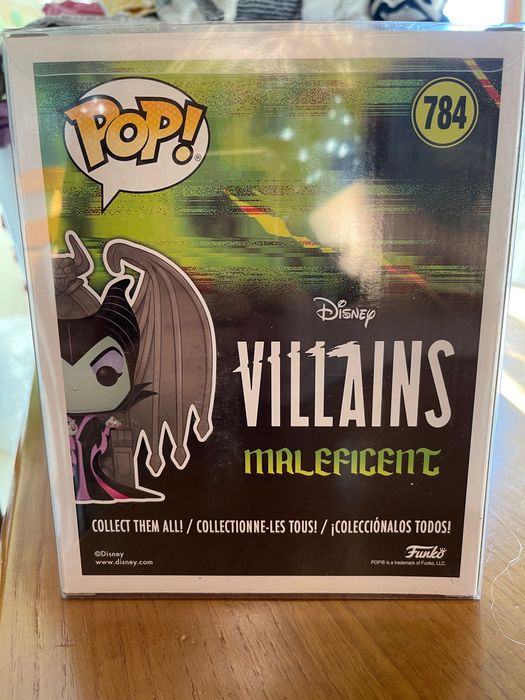 POP!®
784
Disney
VILLAINS
MALEFICENT
COLLECT THEM ALL! / COLLECTIONNE-LES TOUS! / ¡COLECCIÓNALOS TODOS!
©Disney
www.disney.com
Funko
POP!® is a trademark of Funko, LLC.